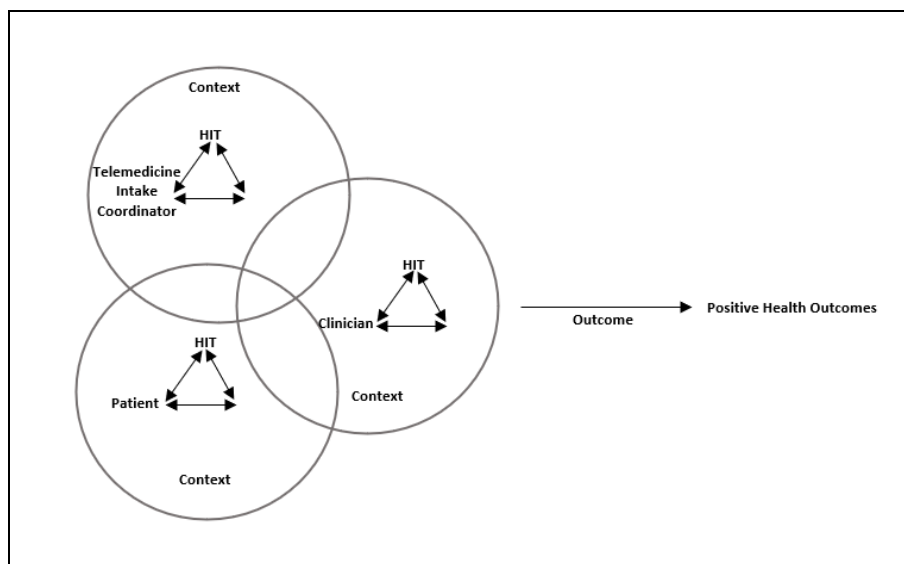 Context
HIT
Telemedicine
Intake
Coordinator
HIT
Clinician
Context
Outcome
Positive Health Outcomes
HIT
Patient
Context